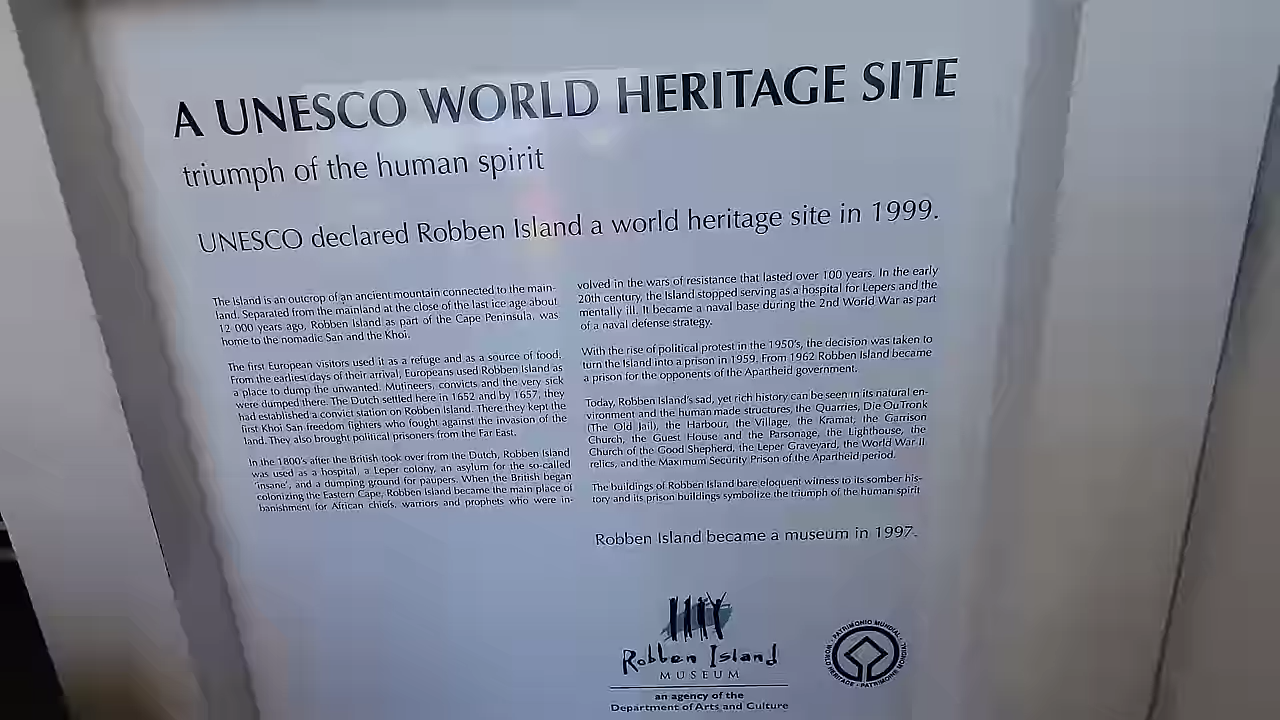 A UNESCO WORLD HERITAGE SITE
triumph of the human spirit
UNESCO declared Robben Island a world heritage site in 1999.
The Island is an outcrop of an ancient mountain connected to the main-
land. Separated from the mainland at the close of the last ice age about
12 000 years ago, Robben Island as part of the Cape Peninsula, was
home to the nomadic San and the Khoi.
The first European visitors used it as a refuge and as a source of food.
From the earliest days of their arrival, Europeans used Robben Island as
a place to dump the unwanted. Mutineers, convicts and the very sick
were dumped there. The Dutch settled here in 1652 and by 1657, they
had established a convict station on Robben Island. There they kept the
first Khoi San freedom fighters who fought against the invasion of the
land. They also brought political prisoners from the Far East.
In the 1800's after the British took over from the Dutch, Robben Island
was used as a hospital, a Leper colony, an asylum for the so-called
'insane', and a dumping ground for paupers. When the British began
colonizing the Eastern Cape, Robben Island became the main place of
banishment for African chiefs, warriors and prophets who were in-
volved in the wars of resistance that lasted over 100 years. In the early
20th century, the Island stopped serving as a hospital for Lepers and the
mentally ill. It became a naval base during the 2nd World War as part
of a naval defense strategy.
With the rise of political protest in the 1950's, the decision was taken to
turn the Island into a prison in 1959. From 1962 Robben Island became
a prison for the opponents of the Apartheid government.
Today, Robben Island's sad, yet rich history can be seen in its natural en-
vironment and the human made structures, the Quarries, Die OuTronk
(The Old Jail), the Harbour, the Village, the Kramat, the Garrison
Church, the Guest House and the Parsonage, the Lighthouse, the
Church of the Good Shepherd, the Leper Graveyard, the World War II
relics, and the Maximum Security Prison of the Apartheid period.
The buildings of Robben Island bare eloquent witness to its somber his-
tory and its prison buildings symbolize the triumph of the human spirit
Robben Island became a museum in 1997.
Robben Island
MUSEUM
an agency of the
Department of Arts and Culture
PATRIMONIO MUNDIAL
WORLD HERITAGE
PATRIMOINE MONDIAL